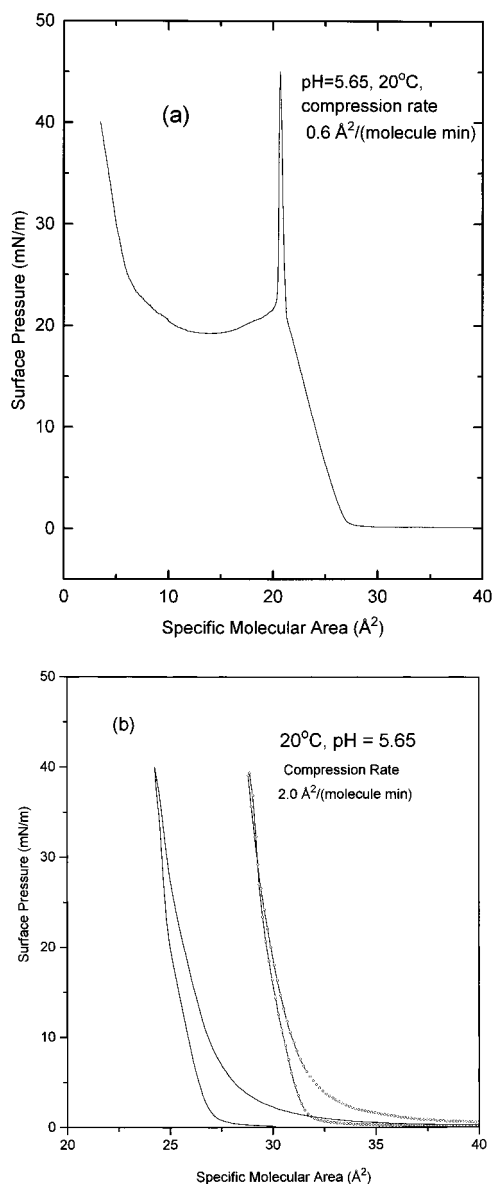 50
40
30
20
10
0
Surface Pressure (mN/m)
(a)
pH=5.65, 20°C,
compression rate
0.6 Å²/(molecule min)
0 10 20 30 40
Specific Molecular Area (Å²)
50
40
30
20
10
0
Surface Pressure (mN/m)
(b)
20°C, pH = 5.65
Compression Rate
2.0 Å²/(molecule min)
20 25 30 35 40
Specific Molecular Area (Å²)